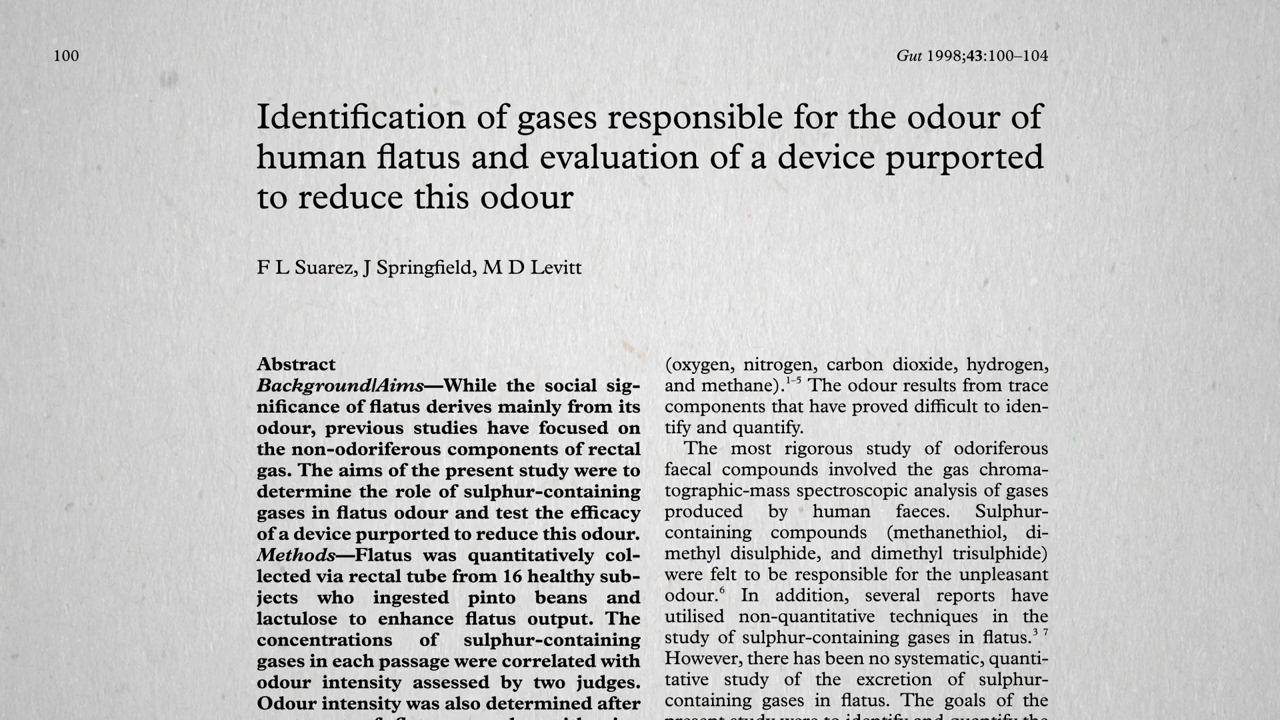 100
Gut 1998;43:100–104
Identification of gases responsible for the odour of
human flatus and evaluation of a device purported
to reduce this odour
F L Suarez, J Springfield, M D Levitt
Abstract
Background/Aims—While the social sig-
nificance of flatus derives mainly from its
odour, previous studies have focused on
the non-odoriferous components of rectal
gas. The aims of the present study were to
determine the role of sulphur-containing
gases in flatus odour and test the efficacy
of a device purported to reduce this odour.
Methods—Flatus was quantitatively col-
lected via rectal tube from 16 healthy sub-
jects who ingested pinto beans and
lactulose to enhance flatus output. The
concentrations of sulphur-containing
gases in each passage were correlated with
odour intensity assessed by two judges.
Odour intensity was also determined after
(oxygen, nitrogen, carbon dioxide, hydrogen,
and methane).1–5 The odour results from trace
components that have proved difficult to iden-
tify and quantify.
The most rigorous study of odoriferous
faecal compounds involved the gas chroma-
tographic-mass spectroscopic analysis of gases
produced by human faeces. Sulphur-
containing compounds (methanethiol, di-
methyl disulphide, and dimethyl trisulphide)
were felt to be responsible for the unpleasant
odour.6 In addition, several reports have
utilised non-quantitative techniques in the
study of sulphur-containing gases in flatus.3 7
However, there has been no systematic, quanti-
tative study of the excretion of sulphur-
containing gases in flatus. The goals of the
present study were to identify and quantify the